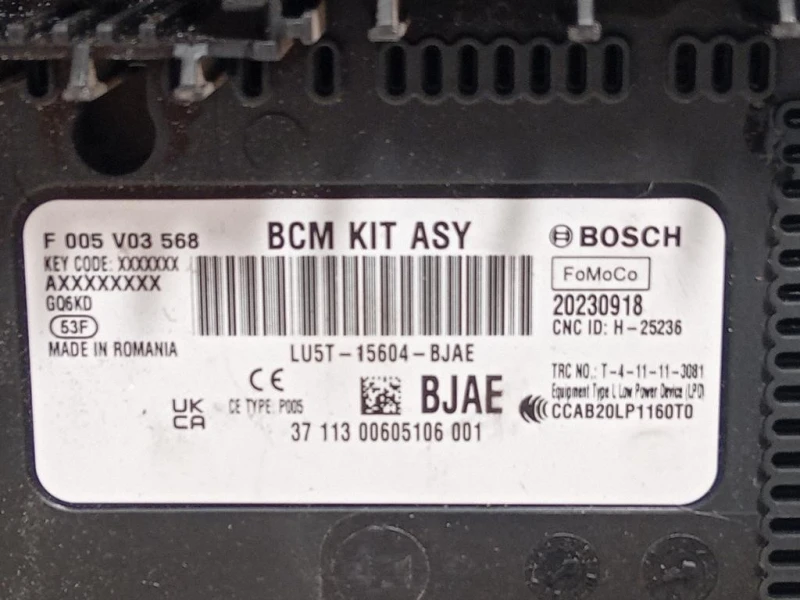 F 005 V03 568
BCM KIT ASY
BOSCH
KEY CODE: XXXXXXX
AXXXXXXXX
GQ6KD
53F
MADE IN ROMANIA
FoMoCo
20230918
CNC ID: H-25236
LU5T-15604-BJAE
CE
CE TYPE: P005
UK
CA
BJAE
TRC NO.: T-4-11-11-3081
Equipment Type I, Low Power Device (LPD)
CCAB20LP1160T0
37 113 00605106 001